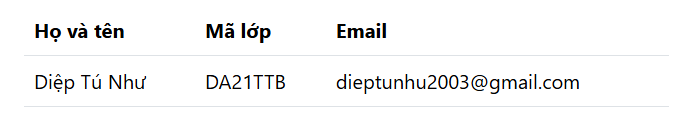 Họ và tên Mã lớp Email
Diệp Tú Như DA21TTB dieptunhu2003@gmail.com